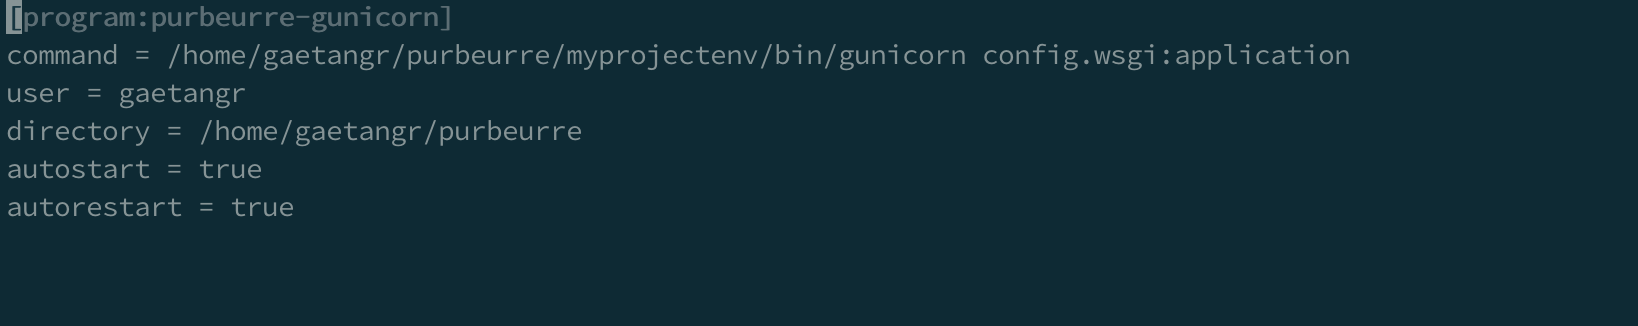 [program:purbeurre-gunicorn]
command = /home/gaetangr/purbeurre/myprojectenv/bin/gunicorn config.wsgi:application
user = gaetangr
directory = /home/gaetangr/purbeurre
autostart = true
autorestart = true